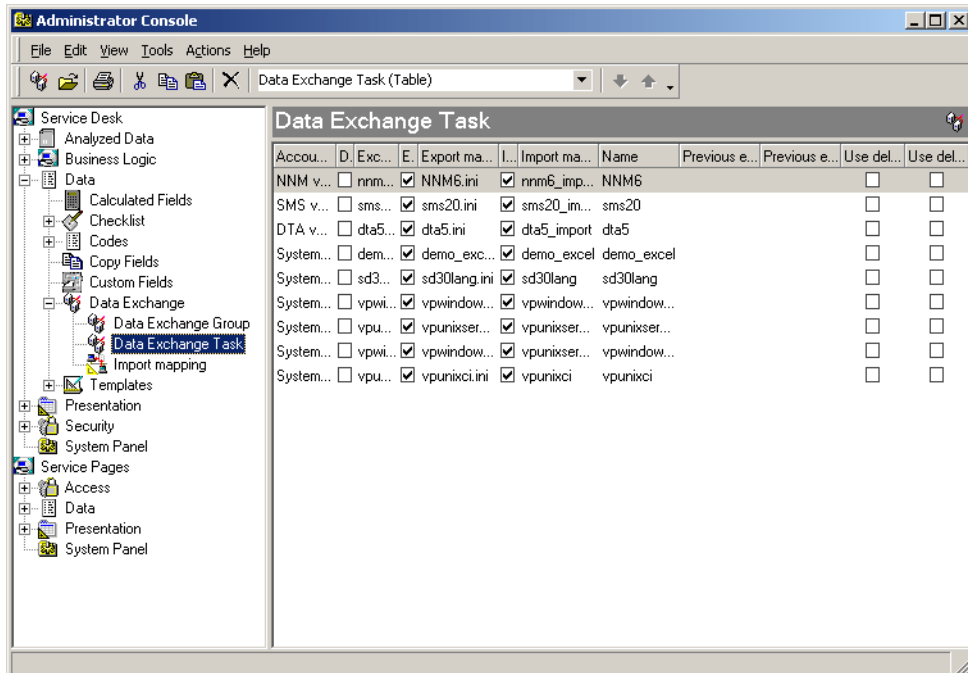 Administrator Console
File Edit View Tools Actions Help
Data Exchange Task (Table)
Service Desk
Analyzed Data
Business Logic
Data
Calculated Fields
Checklist
Codes
Copy Fields
Custom Fields
Data Exchange
Data Exchange Group
Data Exchange Task
Import mapping
Templates
Presentation
Security
System Panel
Service Pages
Access
Data
Presentation
System Panel
Data Exchange Task
Accou... D. Exc... E. Export ma... I... Import ma... Name Previous e... Previous e... Use del... Use del...
NNM v... nnm... NNM6.ini nnm6_imp... NNM6
SMS v... sms... sms20.ini sms20_im... sms20
DTA v... dta5... dta5.ini dta5_import dta5
System... dem... demo_exc... demo_excel demo_excel
System... sd3... sd30lang.ini sd30lang sd30lang
System... vpwi... vpwindow... vpwindow... vpwindow...
System... vpu... vpunixser... vpunixser... vpunixser...
System... vpwi... vpwindow... vpunixser... vpwindow...
System... vpu... vpunixci.ini vpunixci vpunixci